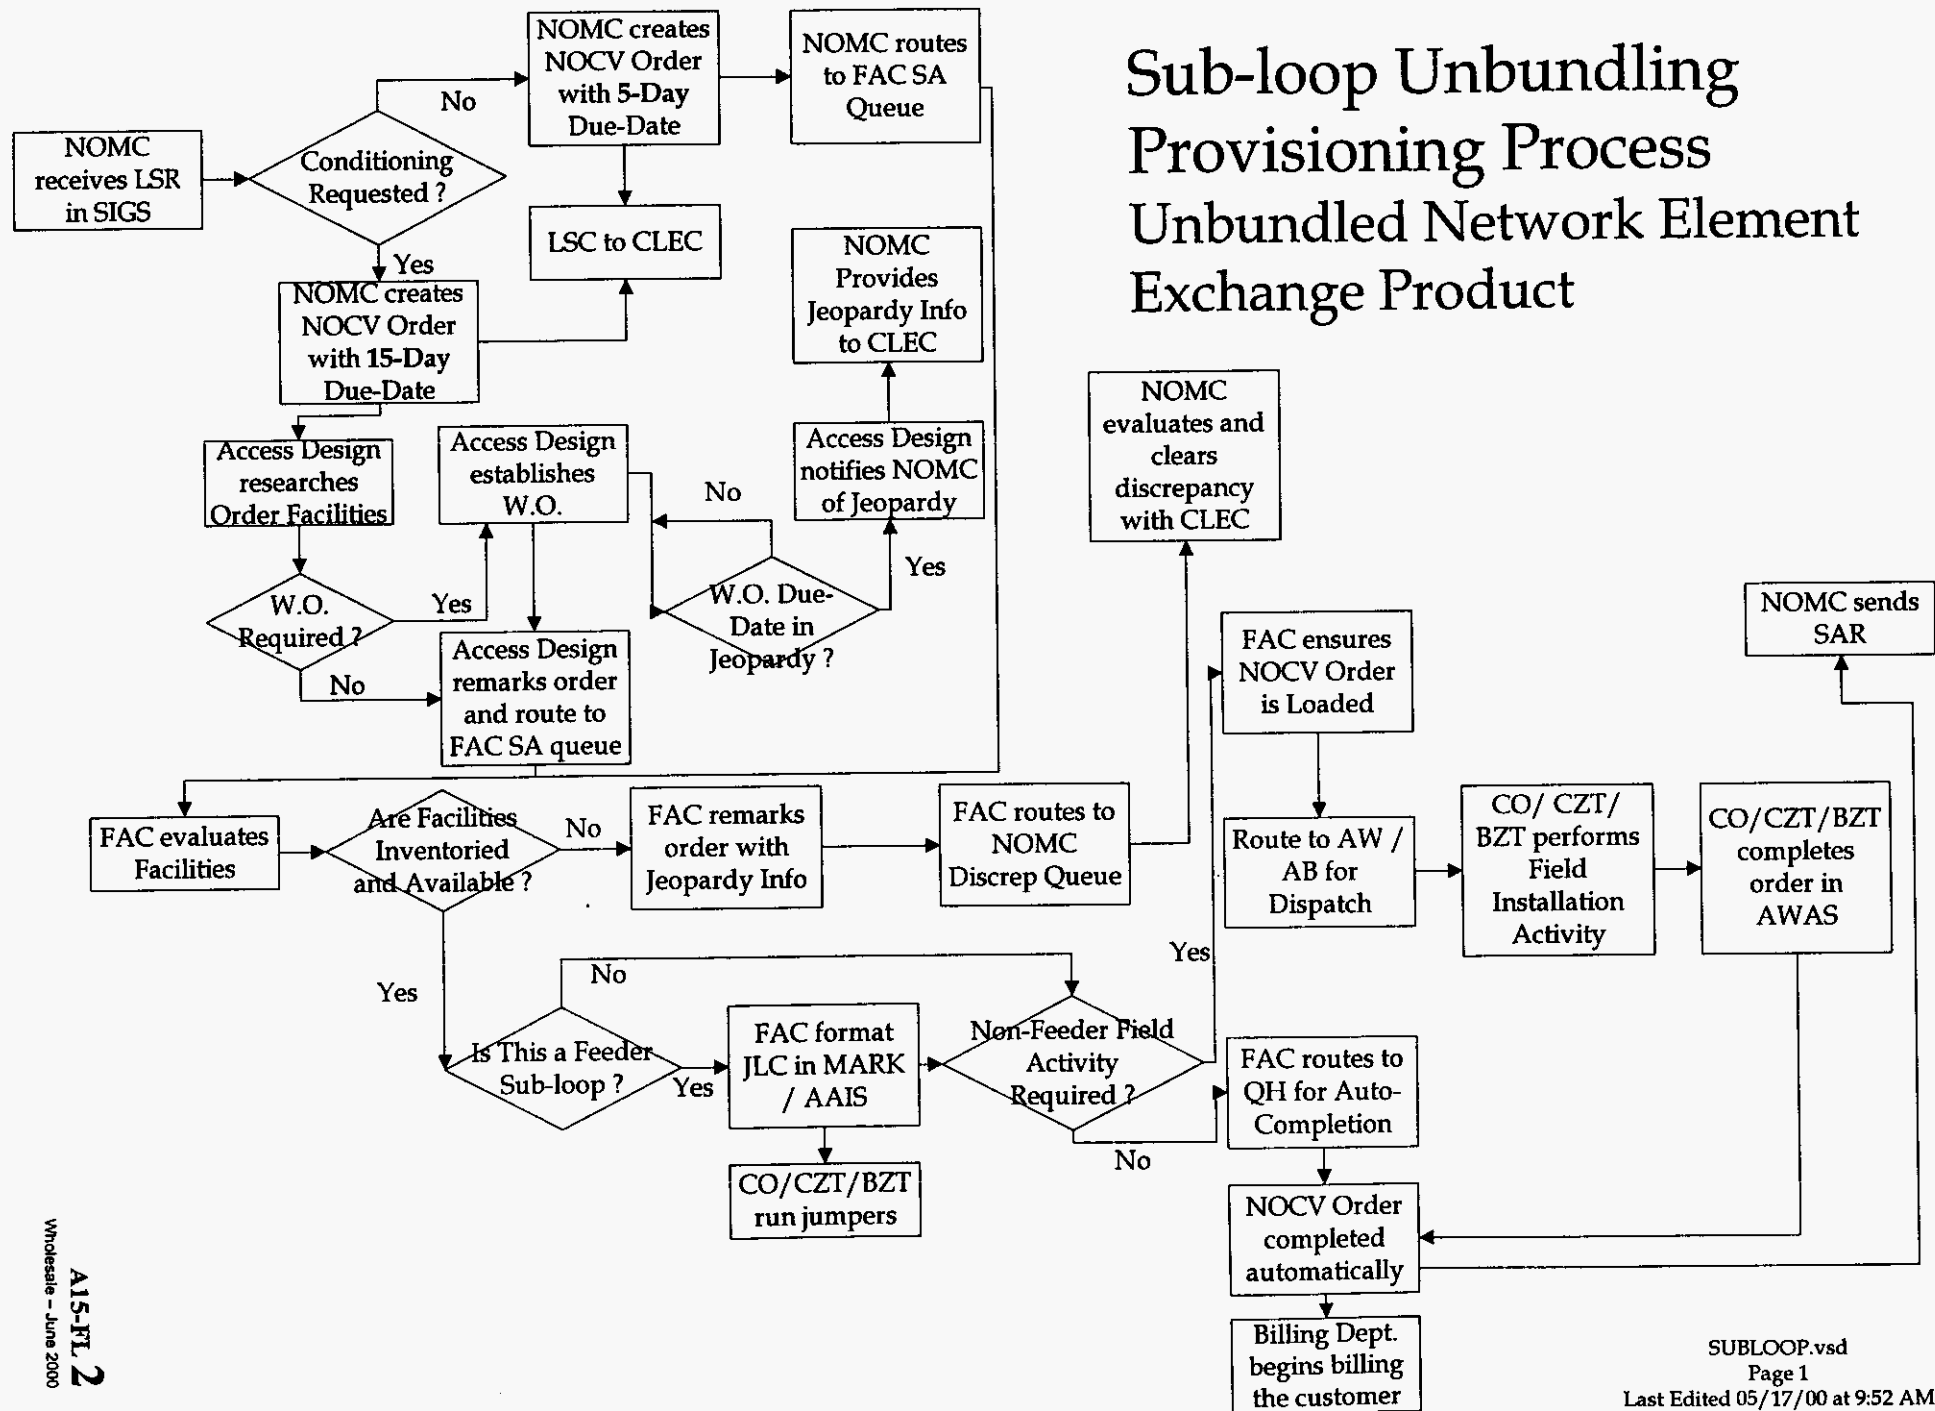 Sub-loop Unbundling
Provisioning Process
Unbundled Network Element
Exchange Product
NOMC
receives LSR
in SIGS
Conditioning
Requested ?
No
Yes
NOMC creates
NOCV Order
with 5-Day
Due-Date
NOMC routes
to FAC SA
Queue
LSC to CLEC
NOMC creates
NOCV Order
with 15-Day
Due-Date
NOMC
Provides
Jeopardy Info
to CLEC
Access Design
researches
Order Facilities
Access Design
establishes
W.O.
No
Access Design
notifies NOMC
of Jeopardy
Yes
W.O.
Required ?
Yes
No
W.O. Due-
Date in
Jeopardy ?
Access Design
remarks order
and route to
FAC SA queue
NOMC
evaluates and
clears
discrepancy
with CLEC
FAC ensures
NOCV Order
is Loaded
NOMC sends
SAR
FAC evaluates
Facilities
Are Facilities
Inventoried
and Available ?
No
FAC remarks
order with
Jeopardy Info
FAC routes to
NOMC
Discrep Queue
Route to AW /
AB for
Dispatch
CO/ CZT/
BZT performs
Field
Installation
Activity
CO/CZT/BZT
completes
order in
AWAS
Yes
No
Yes
Is This a Feeder
Sub-loop ?
Yes
FAC format
JLC in MARK
/ AAIS
Non-Feeder Field
Activity
Required ?
No
FAC routes to
QH for Auto-
Completion
CO/CZT/BZT
run jumpers
NOCV Order
completed
automatically
Billing Dept.
begins billing
the customer
A15-FL 2
Wholesale – June 2000
SUBLOOP.vsd
Page 1
Last Edited 05/17/00 at 9:52 AM